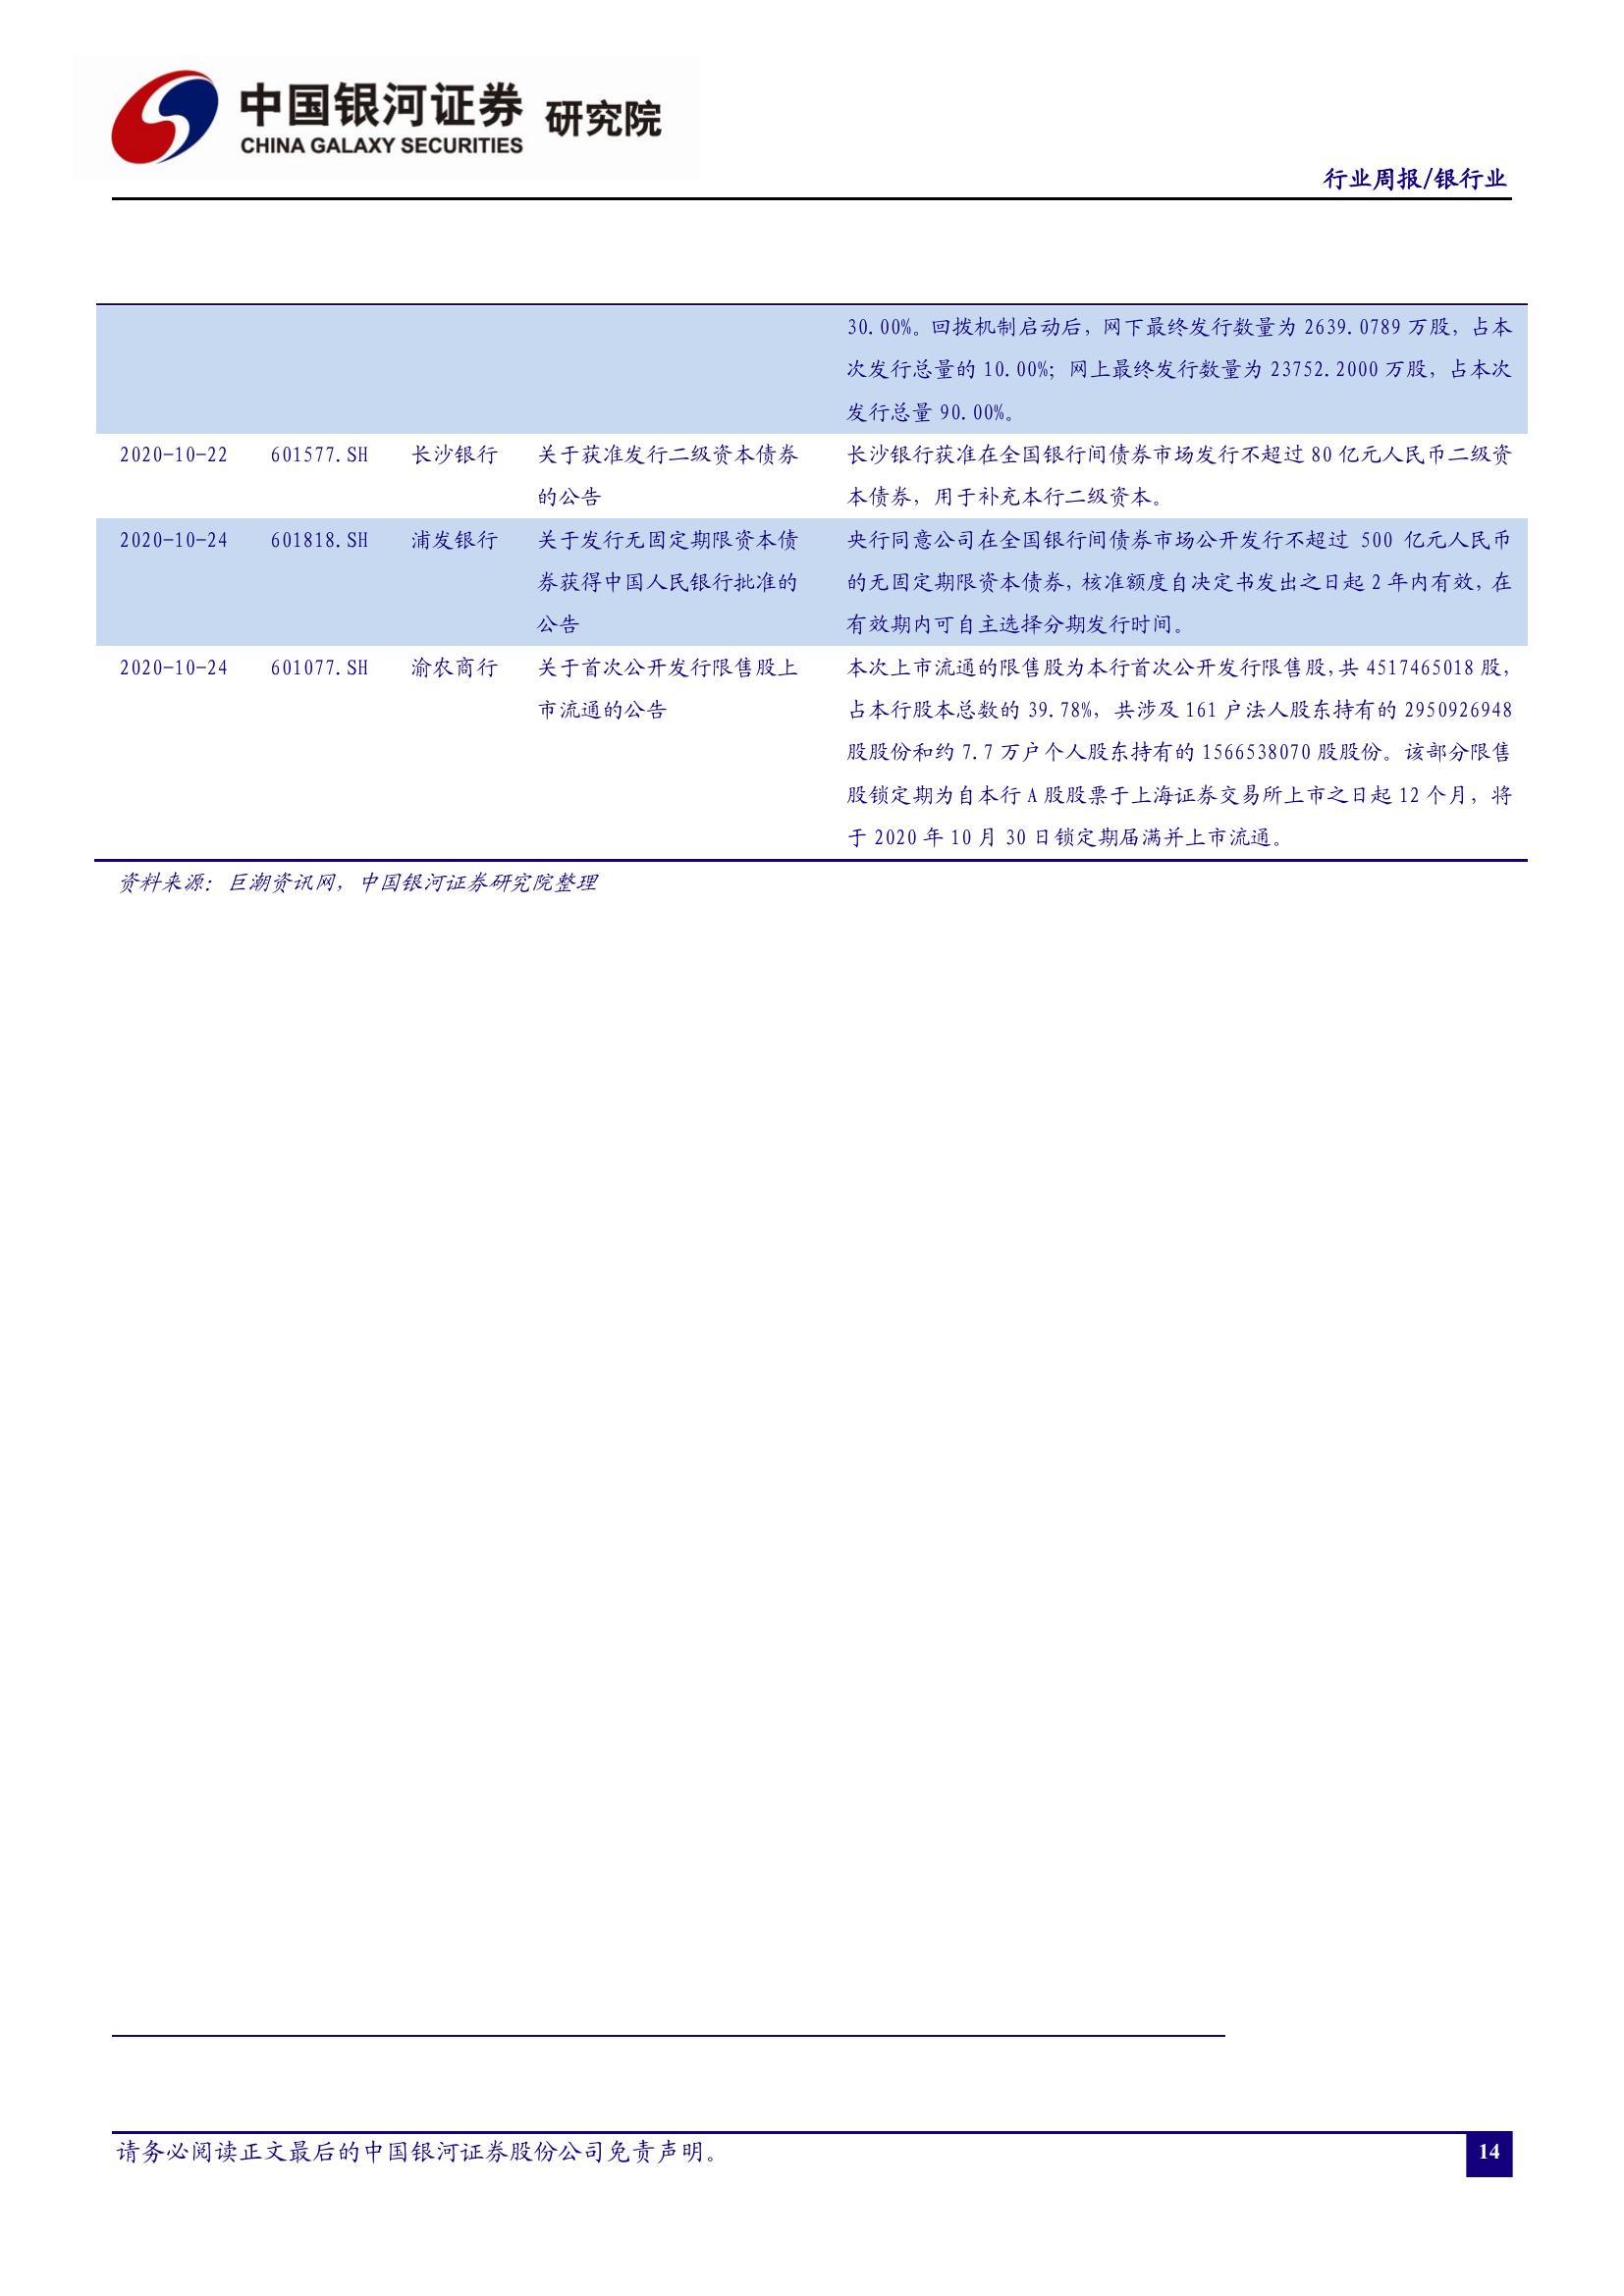 中国银河证券 研究院
CHINA GALAXY SECURITIES
行业周报/银行业
30.00%。回拨机制启动后，网下最终发行数量为 2639.0789 万股，占本
次发行总量的 10.00%；网上最终发行数量为 23752.2000 万股，占本次
发行总量 90.00%。
2020-10-22 601577.SH 长沙银行 关于获准发行二级资本债券 长沙银行获准在全国银行间债券市场发行不超过 80 亿元人民币二级资
的公告 本债券，用于补充本行二级资本。
2020-10-24 601818.SH 浦发银行 关于发行无固定期限资本债 央行同意公司在全国银行间债券市场公开发行不超过 500 亿元人民币
券获得中国人民银行批准的 的无固定期限资本债券，核准额度自决定书发出之日起 2 年内有效，在
公告 有效期内可自主选择分期发行时间。
2020-10-24 601077.SH 渝农商行 关于首次公开发行限售股上 本次上市流通的限售股为本行首次公开发行限售股，共 4517465018 股，
市流通的公告 占本行股本总数的 39.78%，共涉及 161 户法人股东持有的 2950926948
股股份和约 7.7 万户个人股东持有的 1566538070 股股份。该部分限售
股锁定期为自本行 A 股股票于上海证券交易所上市之日起 12 个月，将
于 2020 年 10 月 30 日锁定期届满并上市流通。
资料来源：巨潮资讯网，中国银河证券研究院整理
请务必阅读正文最后的中国银河证券股份公司免责声明。
14